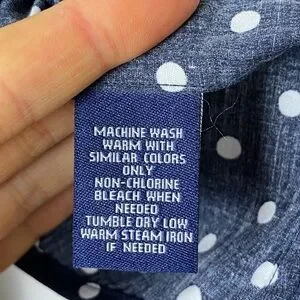 MACHINE WASH
WARM WITH
SIMILAR COLORS
ONLY
NON-CHLORINE
BLEACH WHEN
NEEDED
TUMBLE DRY LOW
WARM STEAM IRON
IF NEEDED